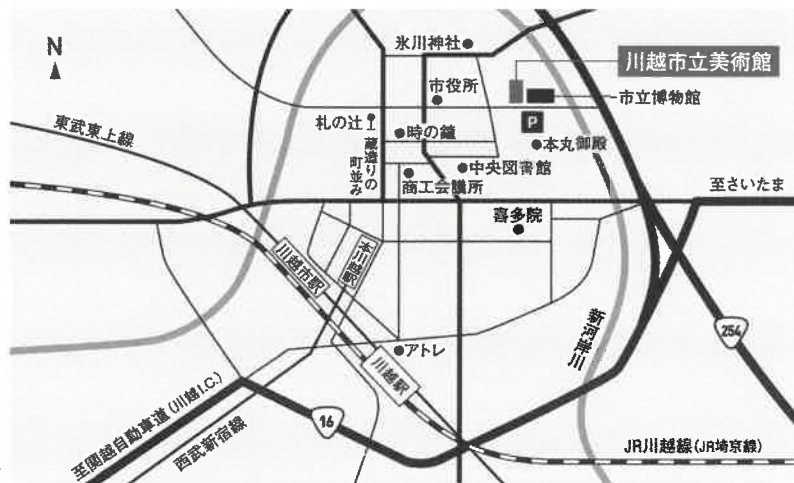 N
氷川神社
川越市立美術館
市役所
市立博物館
札の辻
P
東武東上線
時の鐘
本丸御殿
蔵造りの
町並み
中央図書館
商工会議所
至さいたま
喜多院
本川越駅
川越市駅
新河岸川
254
アトレ
川越駅
至関越自動車道(川越I.C.)
16
西武新宿線
JR川越線(JR埼京線)